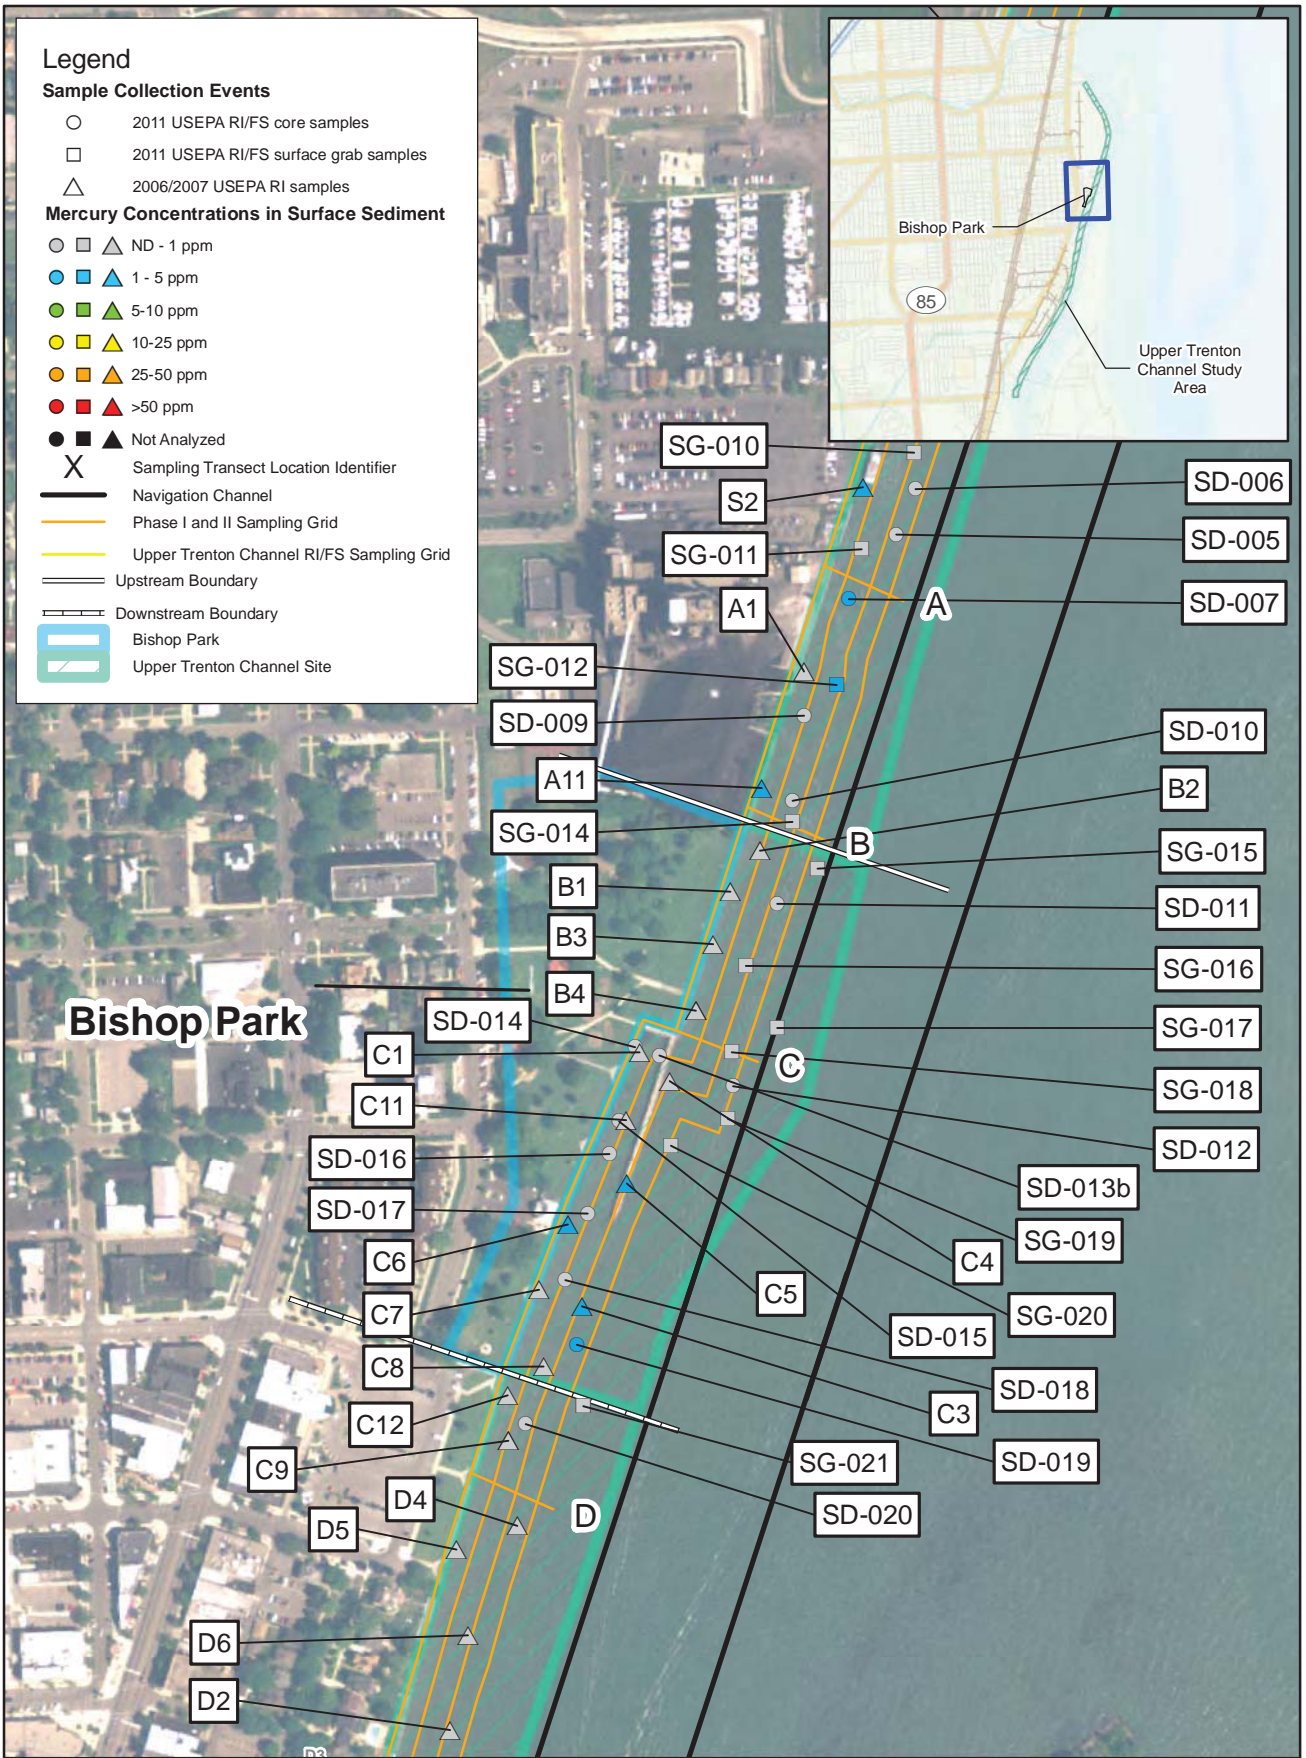 Legend
Sample Collection Events
2011 USEPA RI/FS core samples
2011 USEPA RI/FS surface grab samples
2006/2007 USEPA RI samples
Mercury Concentrations in Surface Sediment
ND - 1 ppm
1 - 5 ppm
5-10 ppm
10-25 ppm
25-50 ppm
>50 ppm
Not Analyzed
X Sampling Transect Location Identifier
Navigation Channel
Phase I and II Sampling Grid
Upper Trenton Channel RI/FS Sampling Grid
Upstream Boundary
Downstream Boundary
Bishop Park
Upper Trenton Channel Site
Bishop Park
85
Upper Trenton
Channel Study
Area
SG-010
SD-006
S2
SD-005
SG-011
SD-007
A
A1
SG-012
SD-009
SD-010
A11
B2
SG-014
B
SG-015
B1
SD-011
B3
SG-016
B4
Bishop Park
SD-014
SG-017
C1
C
SG-018
C11
SD-012
SD-016
SD-013b
SD-017
SG-019
C6
C4
C5
C7
SG-020
SD-015
C8
SD-018
C12
C3
C9
SG-021
SD-019
D4
SD-020
D5
D
D6
D2
D3